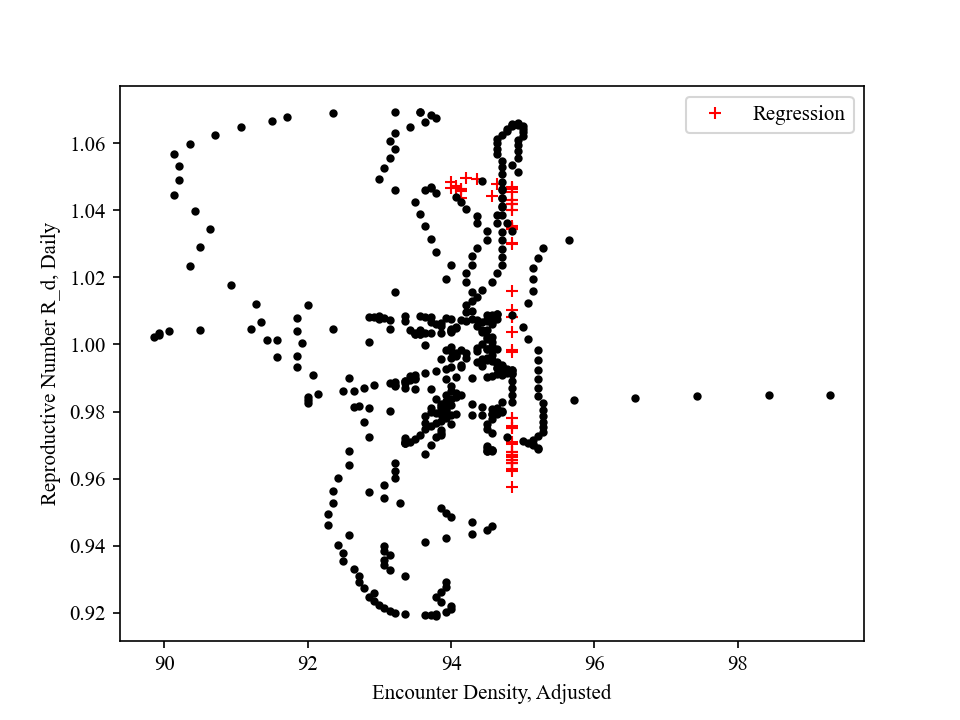 Regression
1.06
1.04
1.02
1.00
0.98
0.96
0.94
0.92
Reproductive Number R_d, Daily
90 92 94 96 98
Encounter Density, Adjusted